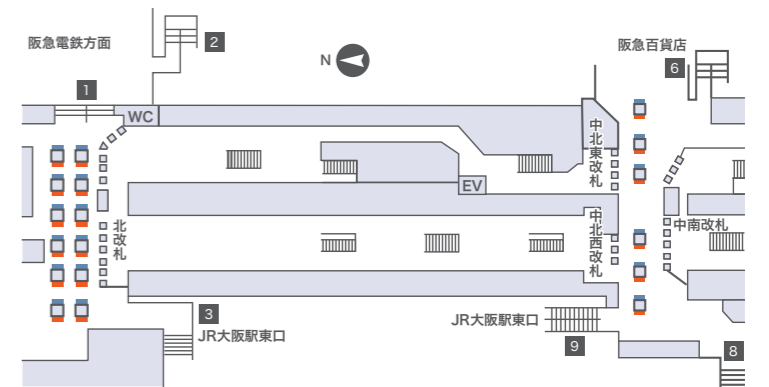 阪急電鉄方面
2
N
阪急百貨店
6
1
WC
中北東改札
EV
北改札
中北西改札
中南改札
3
JR大阪駅東口
JR大阪駅東口
9
8